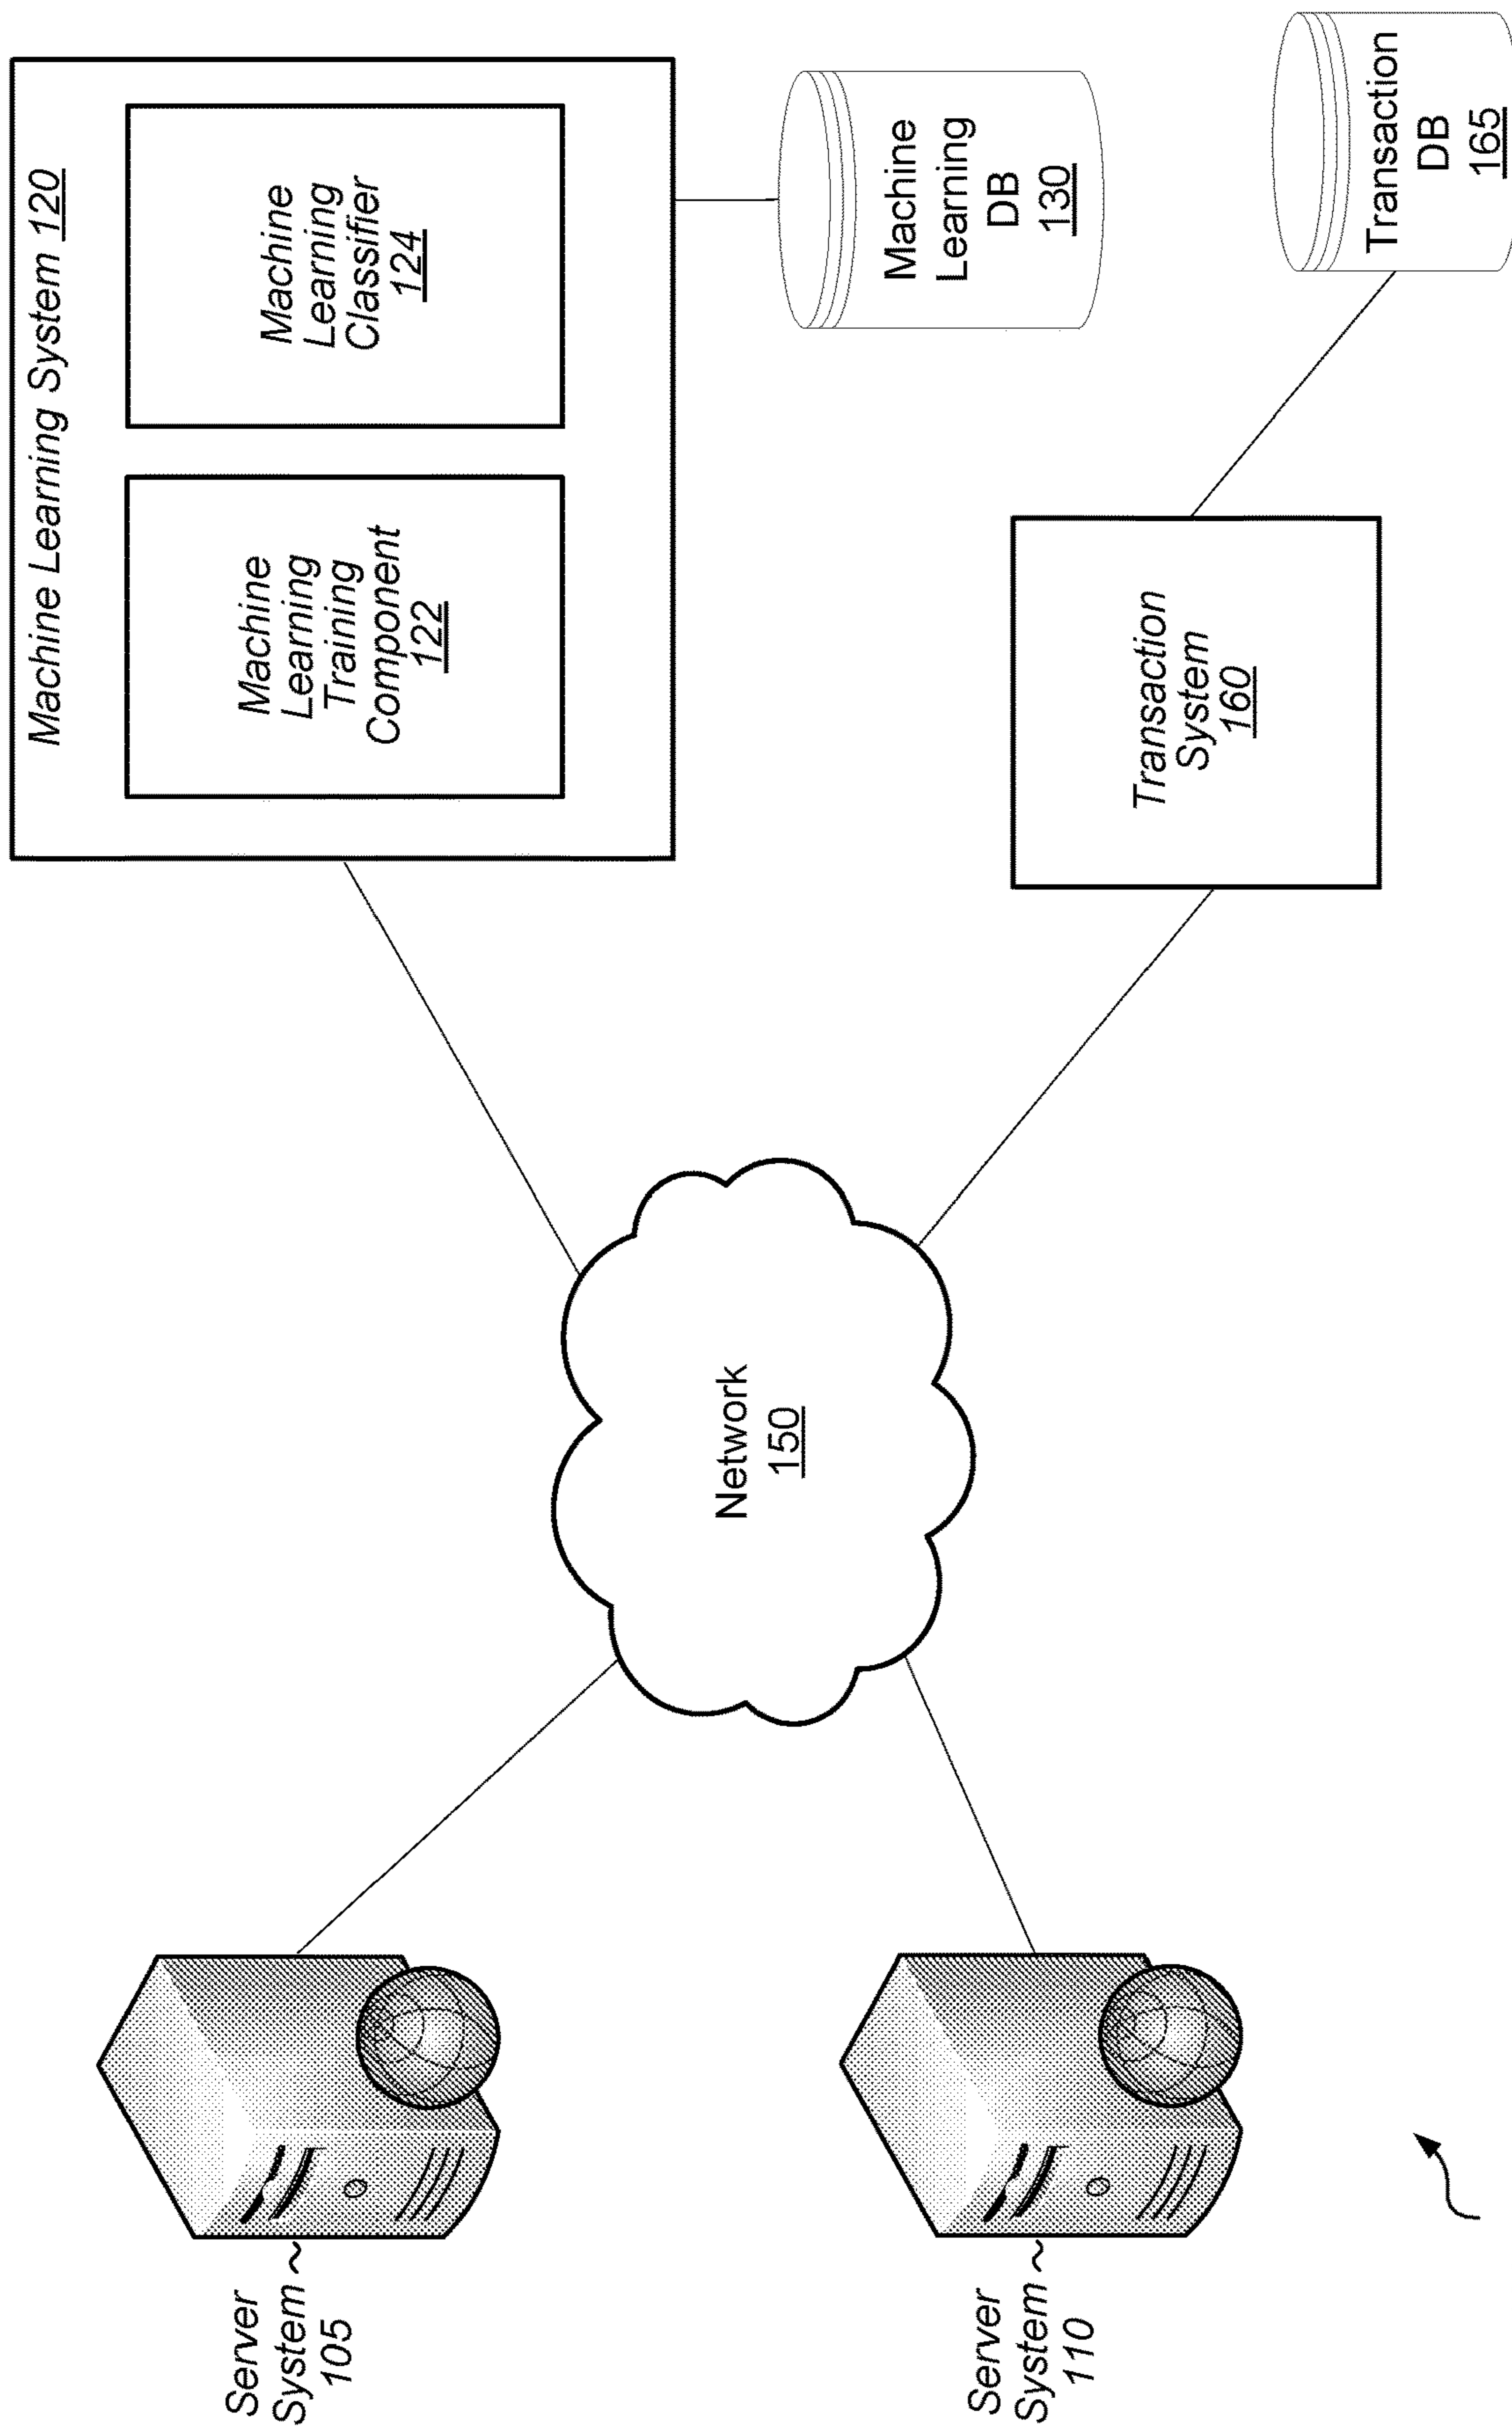 Machine Learning System 120
Machine
Learning
Training
Component
122
Machine
Learning
Classifier
124
Machine
Learning
DB
130
Server
System
105
Network
150
Server
System
110
Transaction
System
160
Transaction
DB
165